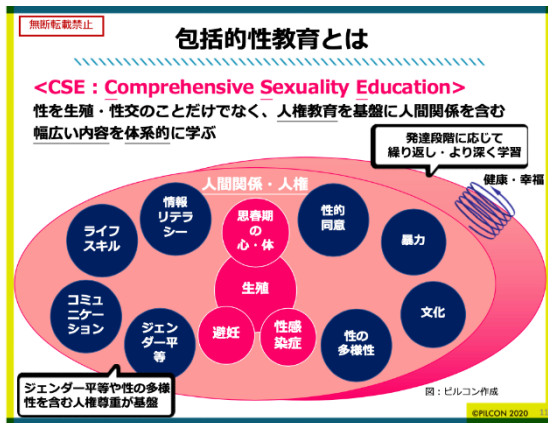 無断転載禁止
包括的性教育とは
<CSE：Comprehensive Sexuality Education>
性を生殖・性交のことだけでなく、人権教育を基盤に人間関係を含む
幅広い内容を体系的に学ぶ
発達段階に応じて
繰り返し・より深く学習
健康・幸福
人間関係・人権
情報
リテラ
シー
思春期
の
心・体
性的
同意
ライフ
スキル
暴力
生殖
コミュ
ニケー
ション
文化
ジェン
ダー平
等
避妊
性感
染症
性の
多様性
ジェンダー平等や性の多様
性を含む人権尊重が基盤
図：ピルコン作成
©PILCON 2020
11